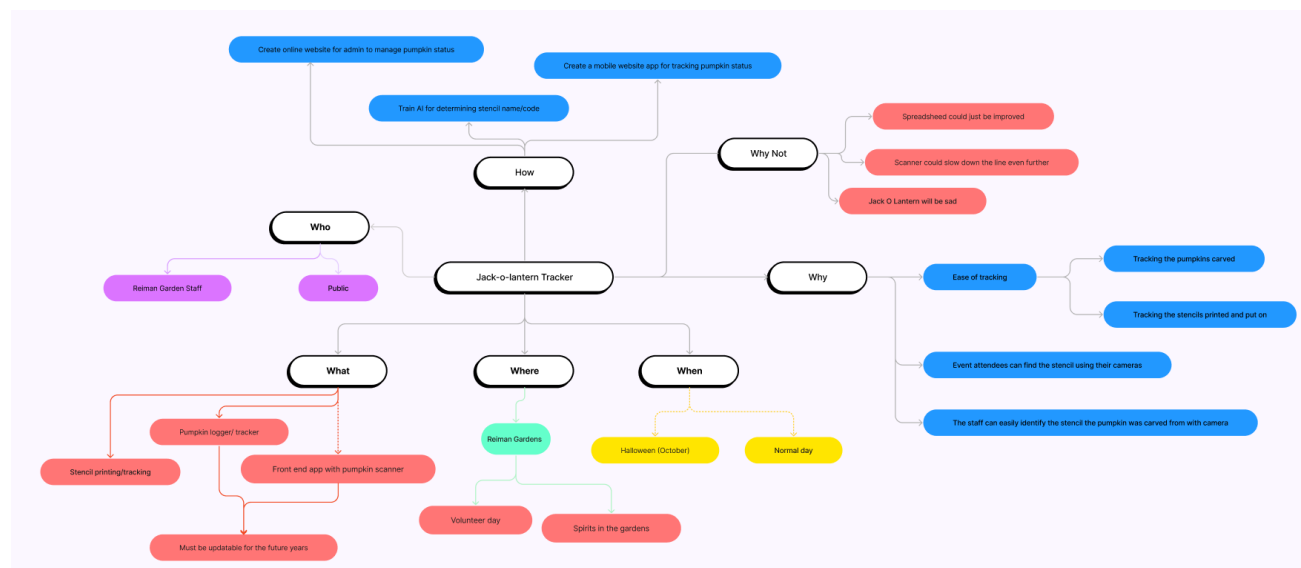 Create online website for admin to manage pumpkin status
Create a mobile website app for tracking pumpkin status
Train AI for determining stencil name/code
Spreadsheed could just be improved
Why Not
Scanner could slow down the line even further
How
Jack O Lantern will be sad
Who
Tracking the pumpkins carved
Reiman Garden Staff
Public
Jack-o-lantern Tracker
Why
Ease of tracking
Tracking the stencils printed and put on
What
Where
When
Event attendees can find the stencil using their cameras
The staff can easily identify the stencil the pumpkin was carved from with camera
Pumpkin logger/ tracker
Reiman Gardens
Halloween (October)
Normal day
Stencil printing/tracking
Front end app with pumpkin scanner
Volunteer day
Spirits in the gardens
Must be updatable for the future years